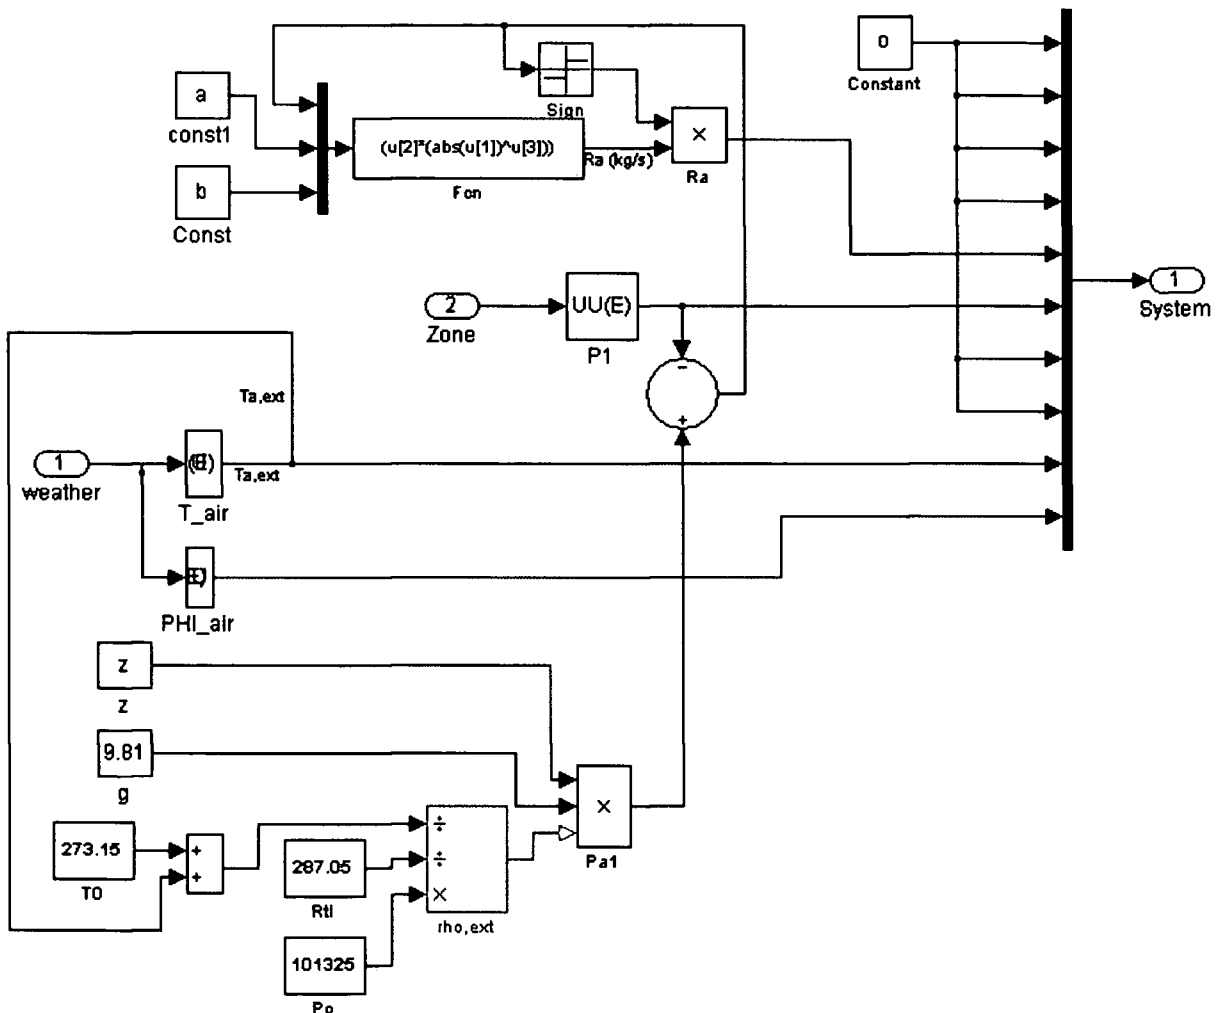 0
Constant
a
const1
Sign
×
Ra
(u[2]*(abs(u[1])^u[3]))
Ra (kg/s)
Fcn
b
Const
2
Zone
UU(E)
P1
1
System
−
+
Ta,ext
1
weather
Ta,ext
T_air
PHI_air
z
z
9.81
g
×
Pa1
273.15
T0
+
+
287.05
Rtl
÷
÷
×
rho,ext
101325
Po